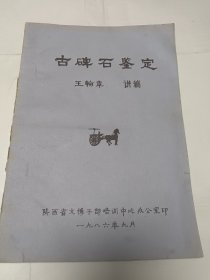 古碑石鉴定
王翰章 讲稿
陕西省文博干部培训中心办公室印
一九八六年九月